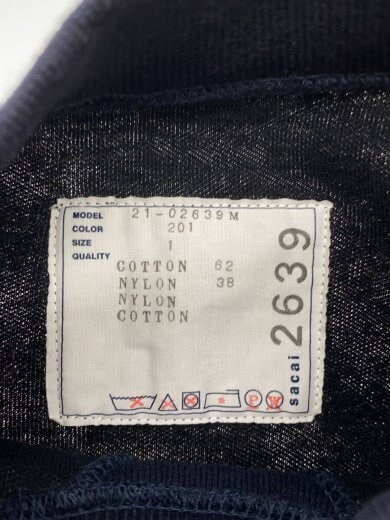 MODEL 21-02639M
COLOR 201
SIZE 1
QUALITY
COTTON 62
NYLON 38
NYLON
COTTON
sacai 2639
P W